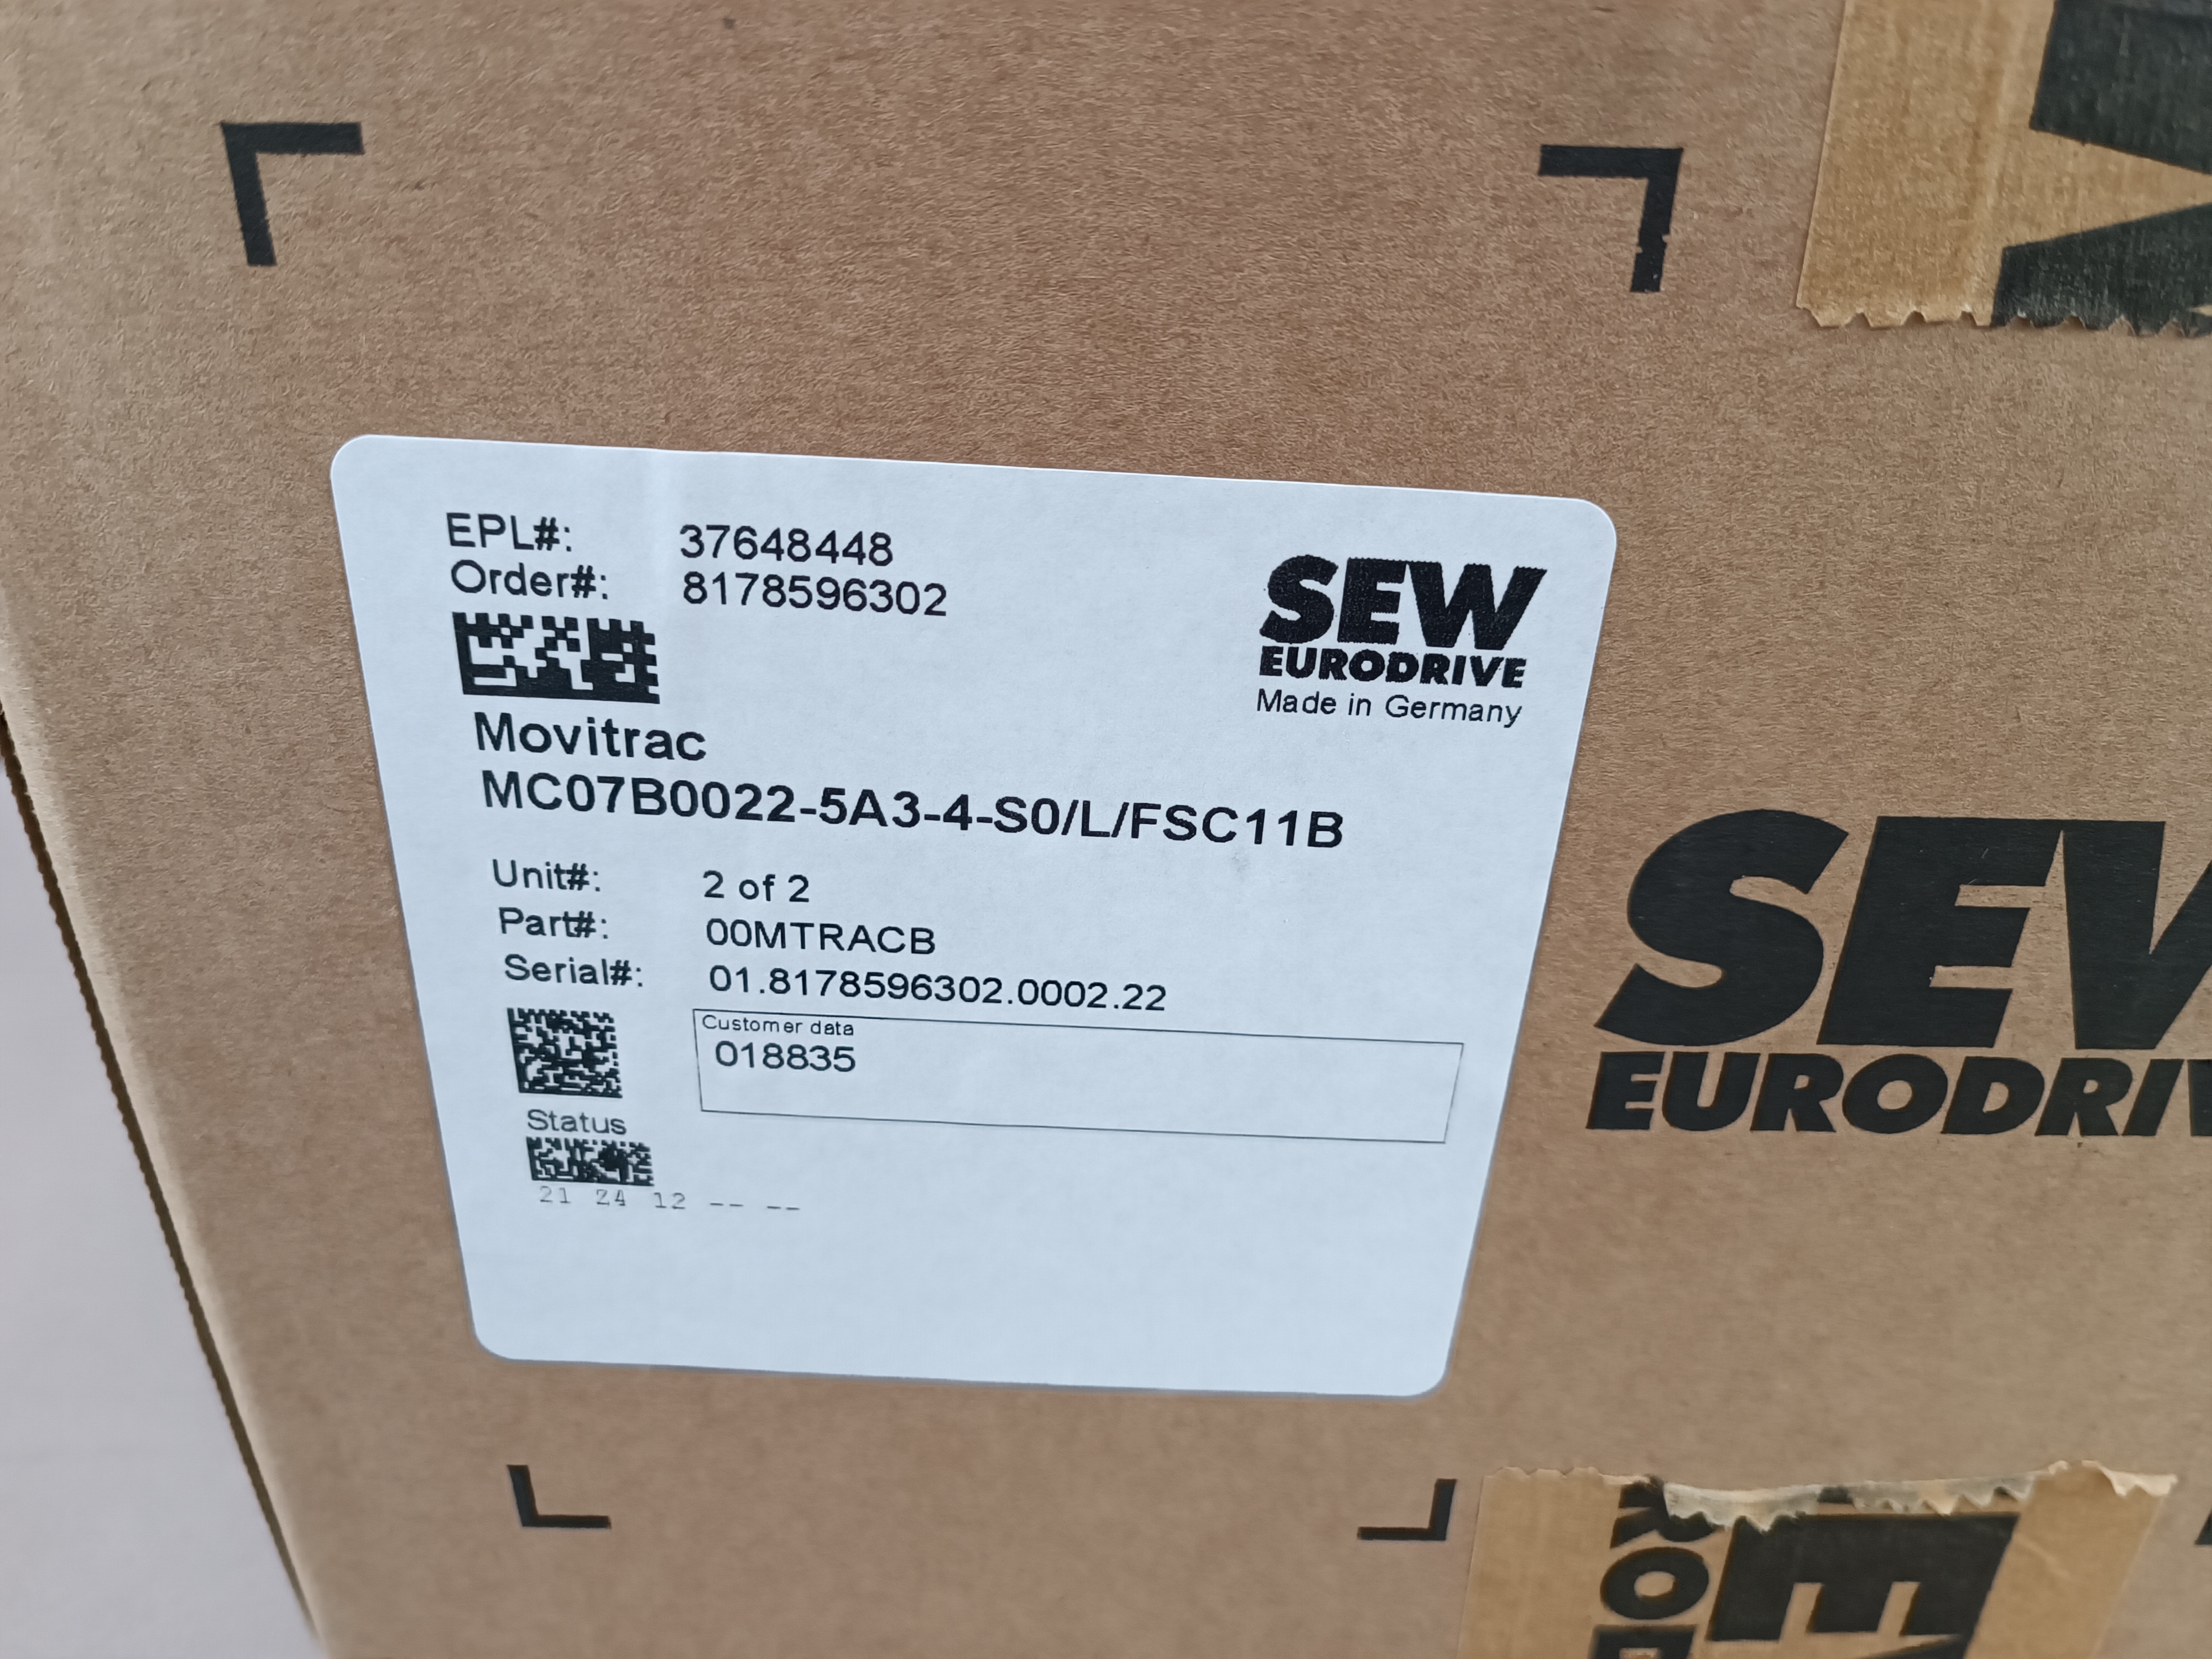 EPL#: 37648448
Order#: 8178596302
SEW
EURODRIVE
Made in Germany
Movitrac
MC07B0022-5A3-4-S0/L/FSC11B
Unit#: 2 of 2
Part#: 00MTRACB
Serial#: 01.8178596302.0002.22
Customer data
018835
Status
21 Z4 12 -- --
SEW
EURODRIV